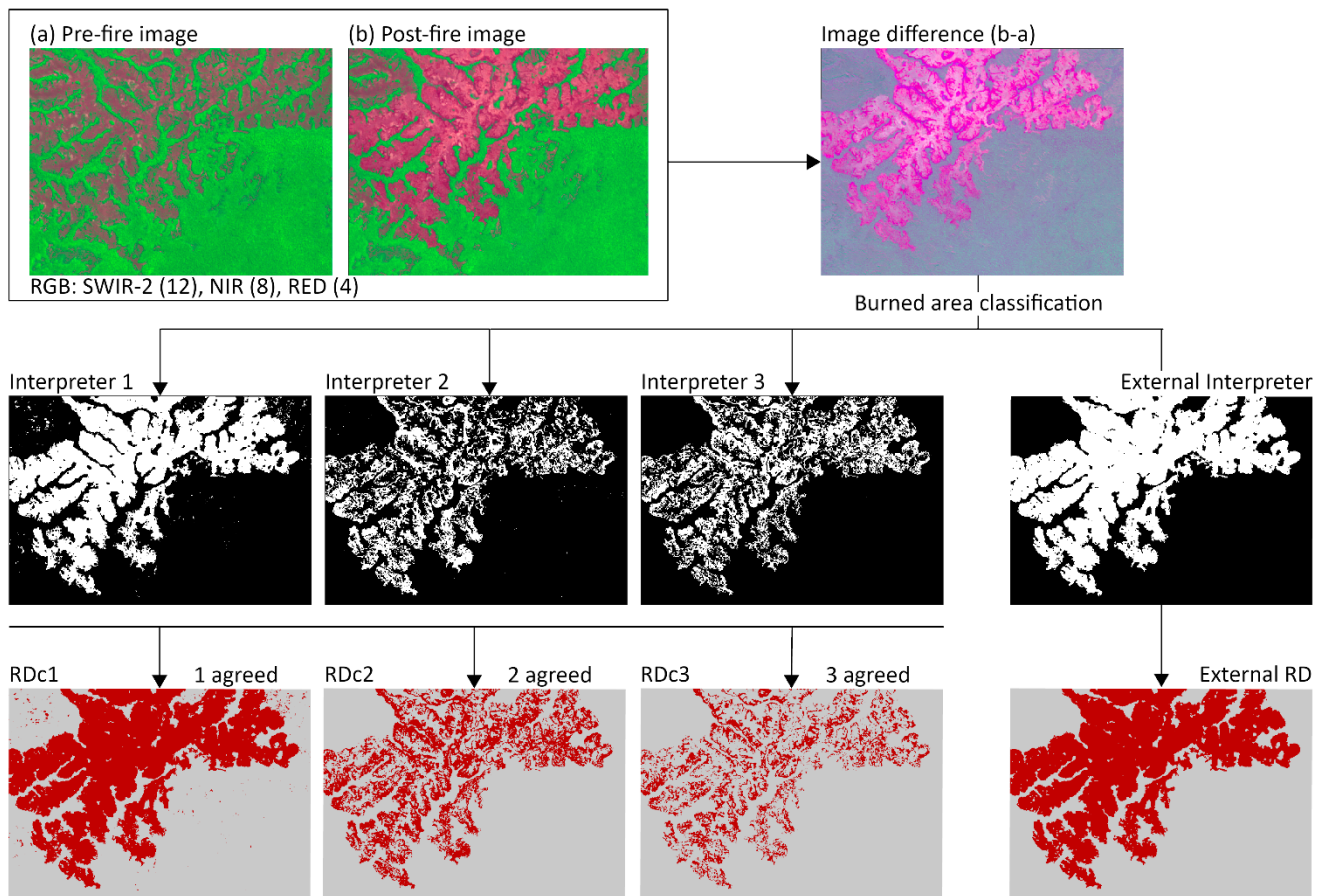 (a) Pre-fire image
(b) Post-fire image
Image difference (b-a)
RGB: SWIR-2 (12), NIR (8), RED (4)
Burned area classification
Interpreter 1
Interpreter 2
Interpreter 3
External Interpreter
RDc1
1 agreed
RDc2
2 agreed
RDc3
3 agreed
External RD